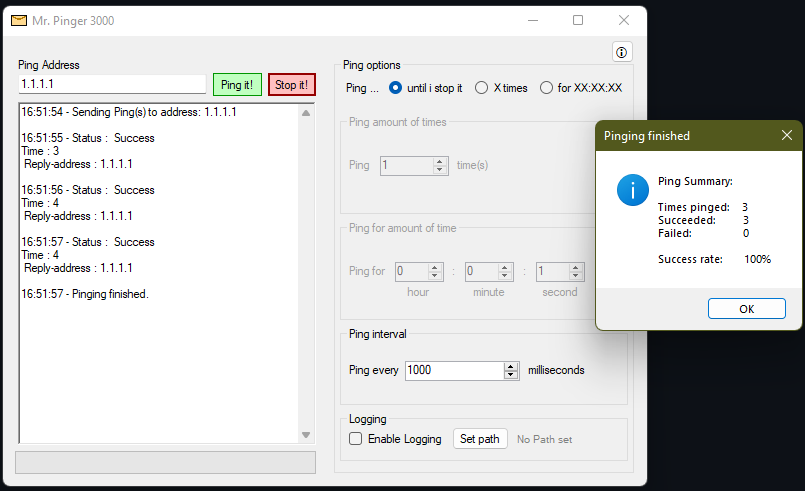 Mr. Pinger 3000
Ping Address
1.1.1.1
Ping it!
Stop it!
16:51:54 - Sending Ping(s) to address: 1.1.1.1
16:51:55 - Status : Success
Time : 3
Reply-address : 1.1.1.1
16:51:56 - Status : Success
Time : 4
Reply-address : 1.1.1.1
16:51:57 - Status : Success
Time : 4
Reply-address : 1.1.1.1
16:51:57 - Pinging finished.
Ping options
Ping ... until i stop it X times for XX:XX:XX
Ping amount of times
Ping 1 time(s)
Ping for amount of time
Ping for 0 : 0 : 1
hour minute second
Ping interval
Ping every 1000 milliseconds
Logging
Enable Logging Set path No Path set
Pinging finished
Ping Summary:
Times pinged: 3
Succeeded: 3
Failed: 0
Success rate: 100%
OK